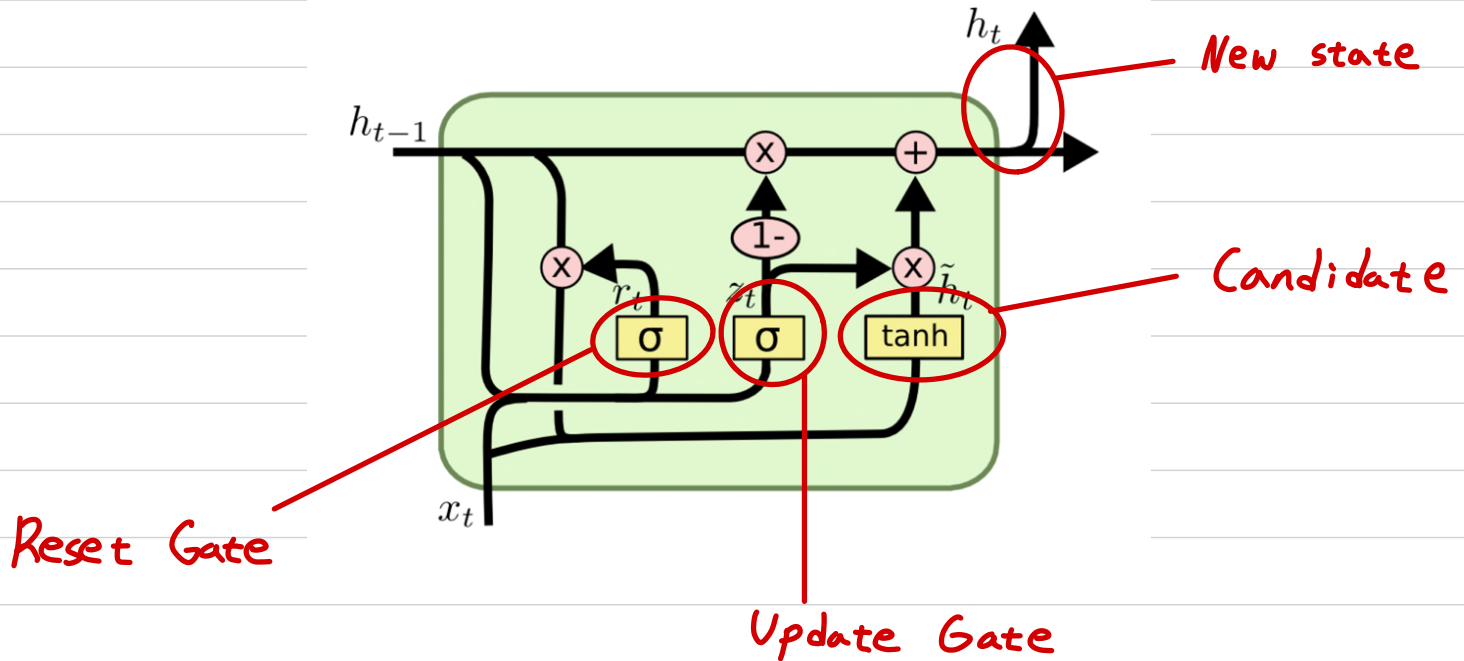 h_t
New state
h_{t-1}
x
+
1-
x
x
r_t
z_t
h̃_t
Candidate
σ
σ
tanh
x_t
Reset Gate
Update Gate